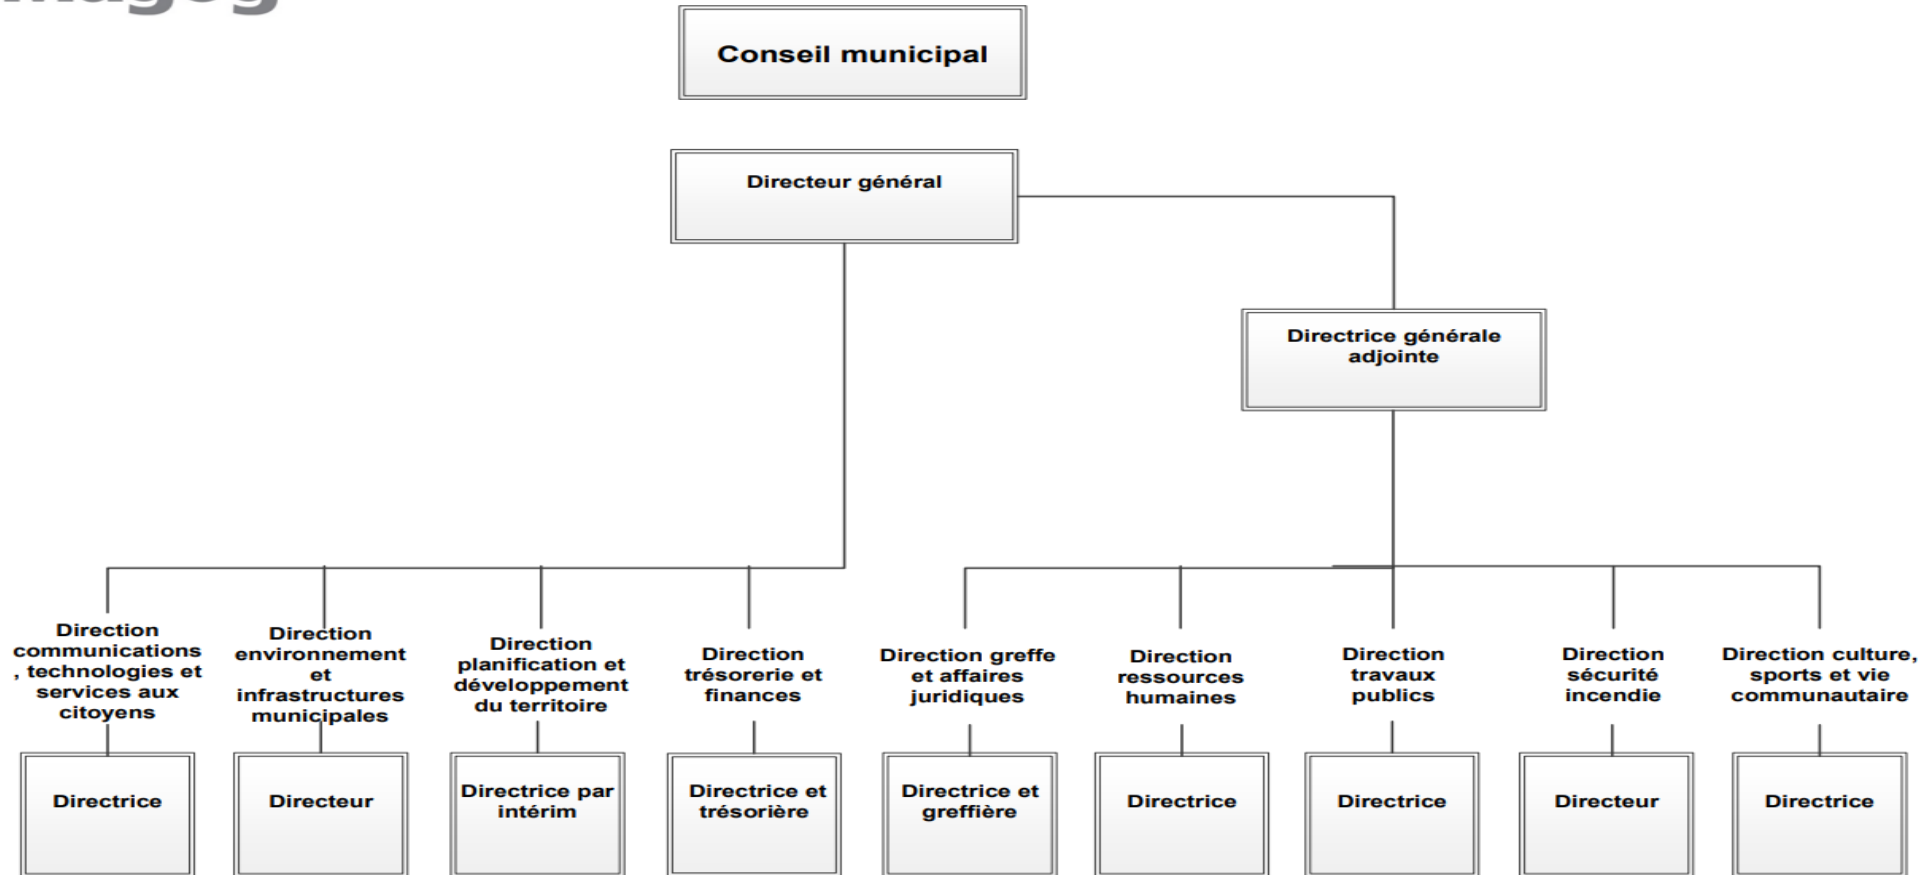 magog
Conseil municipal
Directeur général
Directrice générale
adjointe
Direction
communications
, technologies et
services aux
citoyens
Direction
environnement
et
infrastructures
municipales
Direction
planification et
développement
du territoire
Direction
trésorerie et
finances
Direction greffe
et affaires
juridiques
Direction
ressources
humaines
Direction
travaux
publics
Direction
sécurité
incendie
Direction culture,
sports et vie
communautaire
Directrice
Directeur
Directrice par
intérim
Directrice et
trésorière
Directrice et
greffière
Directrice
Directrice
Directeur
Directrice